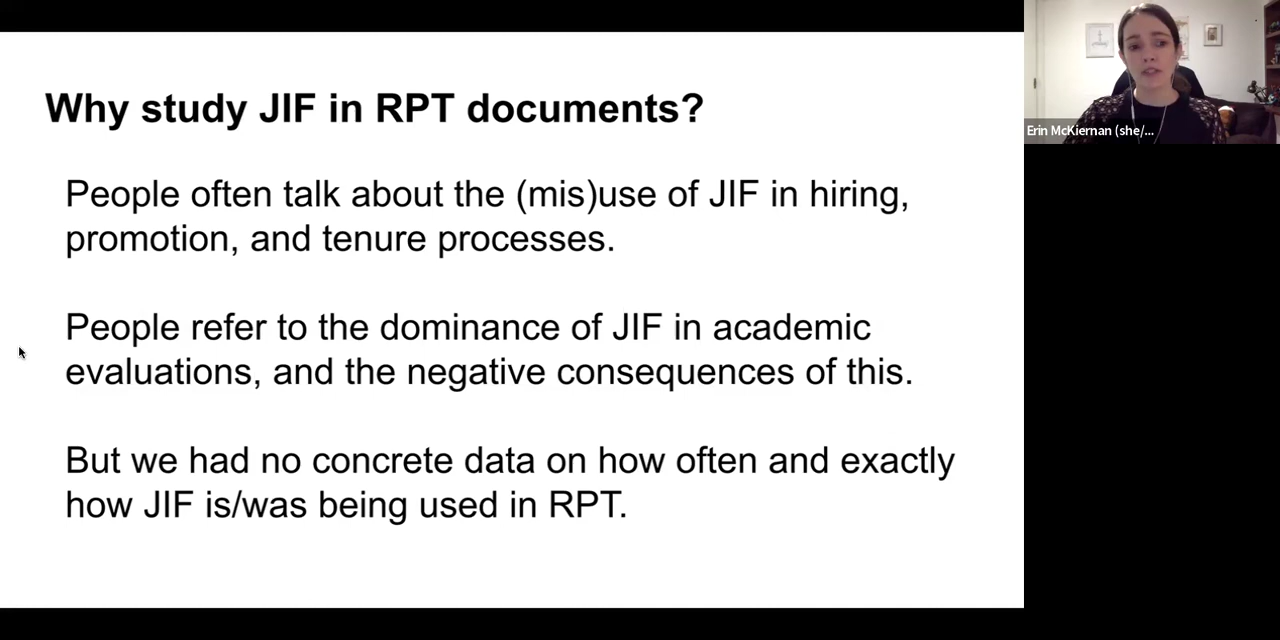 Why study JIF in RPT documents?
People often talk about the (mis)use of JIF in hiring,
promotion, and tenure processes.
People refer to the dominance of JIF in academic
evaluations, and the negative consequences of this.
But we had no concrete data on how often and exactly
how JIF is/was being used in RPT.
Erin McKiernan (she/...